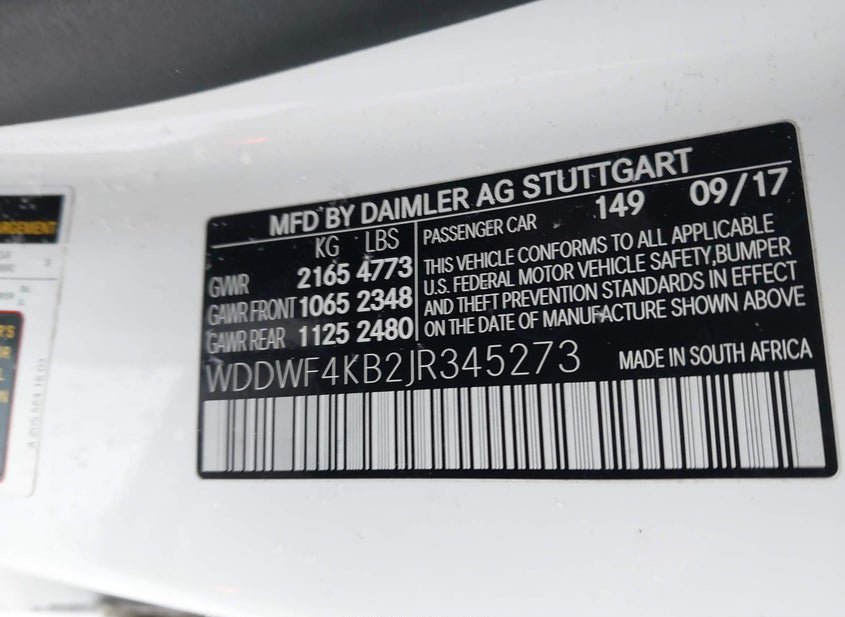 MFD BY DAIMLER AG STUTTGART
149 09/17
KG LBS
GVWR 2165 4773
GAWR FRONT 1065 2348
GAWR REAR 1125 2480
PASSENGER CAR
THIS VEHICLE CONFORMS TO ALL APPLICABLE
U.S. FEDERAL MOTOR VEHICLE SAFETY,BUMPER
AND THEFT PREVENTION STANDARDS IN EFFECT
ON THE DATE OF MANUFACTURE SHOWN ABOVE
WDDWF4KB2JR345273
MADE IN SOUTH AFRICA